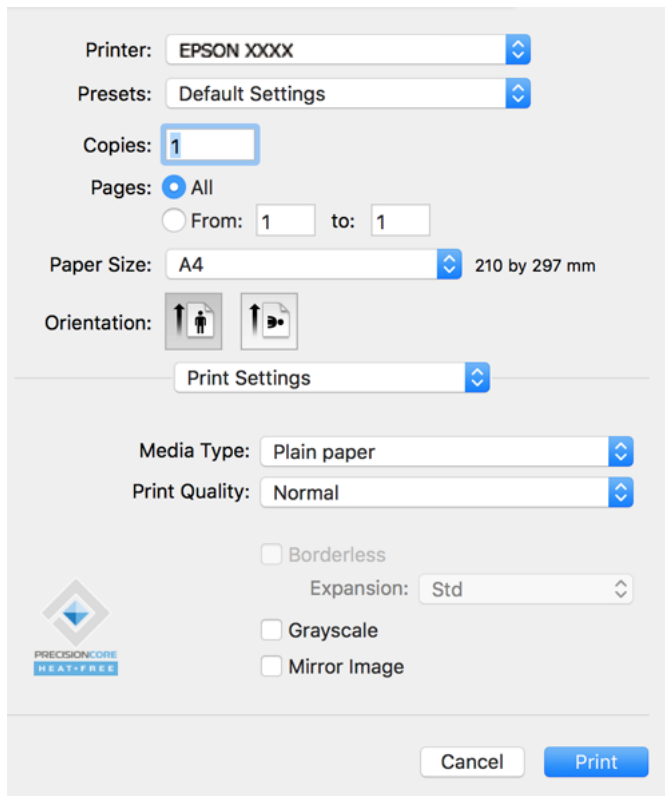 Printer: EPSON XXXX
Presets: Default Settings
Copies: 1
Pages: All
From: 1 to: 1
Paper Size: A4 210 by 297 mm
Orientation:
Print Settings
Media Type: Plain paper
Print Quality: Normal
Borderless
Expansion: Std
Grayscale
Mirror Image
PRECISIONCORE
HEAT•FREE
Cancel Print